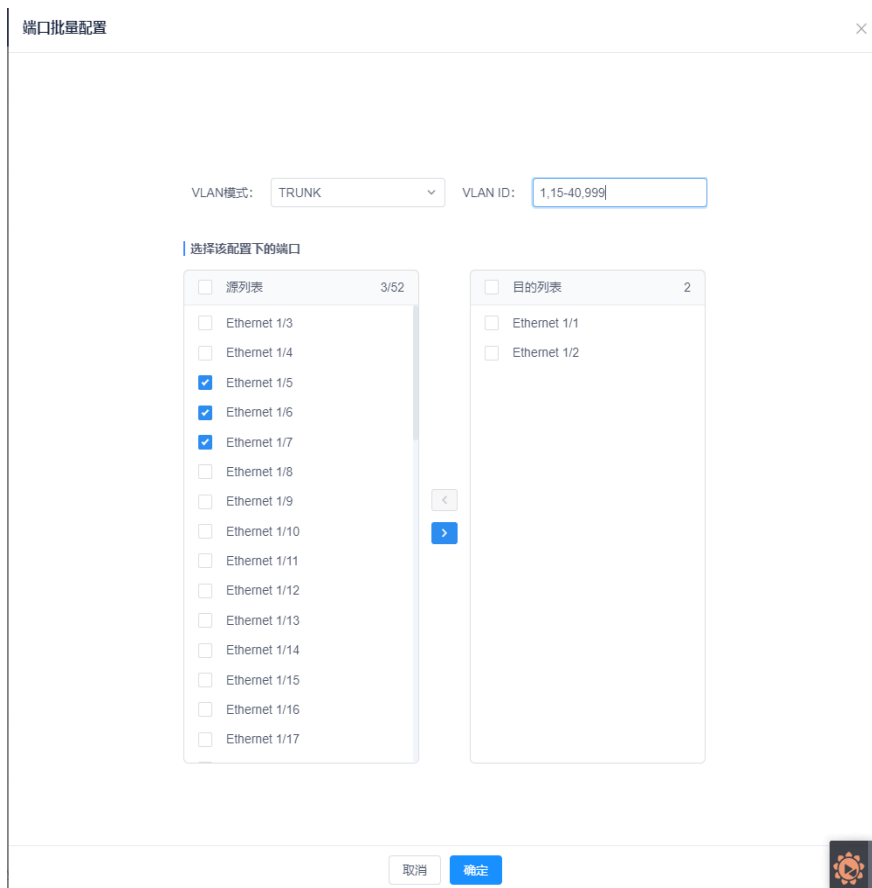 端口批量配置
VLAN模式： TRUNK VLAN ID： 1,15-40,999
选择该配置下的端口
源列表 3/52
Ethernet 1/3
Ethernet 1/4
Ethernet 1/5
Ethernet 1/6
Ethernet 1/7
Ethernet 1/8
Ethernet 1/9
Ethernet 1/10
Ethernet 1/11
Ethernet 1/12
Ethernet 1/13
Ethernet 1/14
Ethernet 1/15
Ethernet 1/16
Ethernet 1/17
目的列表 2
Ethernet 1/1
Ethernet 1/2
取消 确定